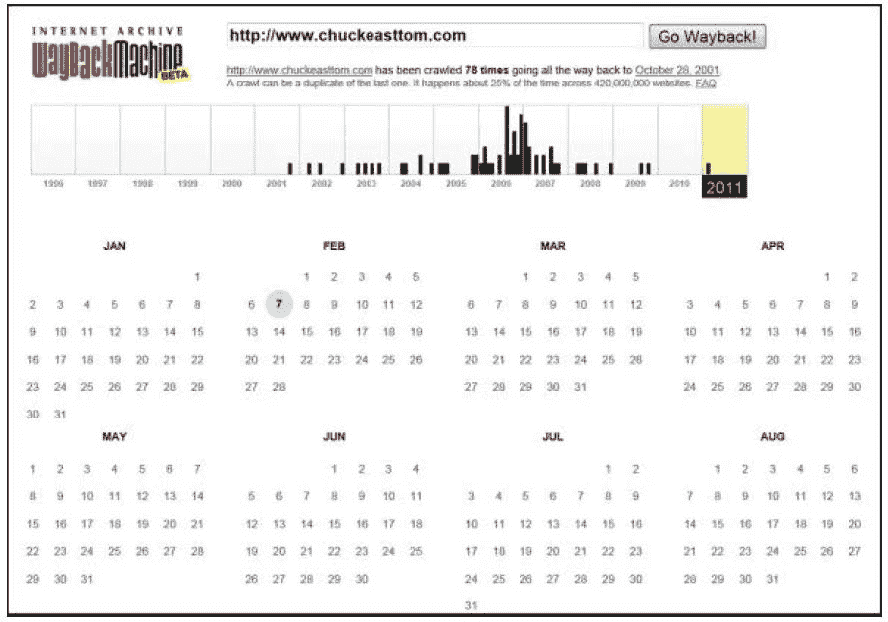 INTERNET ARCHIVE
WaybackMachine
BETA
http://www.chuckeasttom.com
Go Wayback!
http://www.chuckeasttom.com has been crawled 78 times going all the way back to October 28, 2001.
A crawl can be a duplicate of the last one. It happens about 25% of the time across 420,000,000 websites. FAQ
1996 1997 1998 1999 2000 2001 2002 2003 2004 2005 2006 2007 2008 2009 2010 2011
JAN FEB MAR APR
1 1 2 3 4 5 1 2 3 4 5 1 2
2 3 4 5 6 7 8 6 7 8 9 10 11 12 6 7 8 9 10 11 12 3 4 5 6 7 8 9
9 10 11 12 13 14 15 13 14 15 16 17 18 19 13 14 15 16 17 18 19 10 11 12 13 14 15 16
16 17 18 19 20 21 22 20 21 22 23 24 25 26 20 21 22 23 24 25 26 17 18 19 20 21 22 23
23 24 25 26 27 28 29 27 28 27 28 29 30 31 24 25 26 27 28 29 30
30 31
MAY JUN JUL AUG
1 2 3 4 5 6 7 1 2 3 4 1 2 1 2 3 4 5 6
8 9 10 11 12 13 14 5 6 7 8 9 10 11 3 4 5 6 7 8 9 7 8 9 10 11 12 13
15 16 17 18 19 20 21 12 13 14 15 16 17 18 10 11 12 13 14 15 16 14 15 16 17 18 19 20
22 23 24 25 26 27 28 19 20 21 22 23 24 25 17 18 19 20 21 22 23 21 22 23 24 25 26 27
29 30 31 26 27 28 29 30 24 25 26 27 28 29 30 28 29 30 31
31